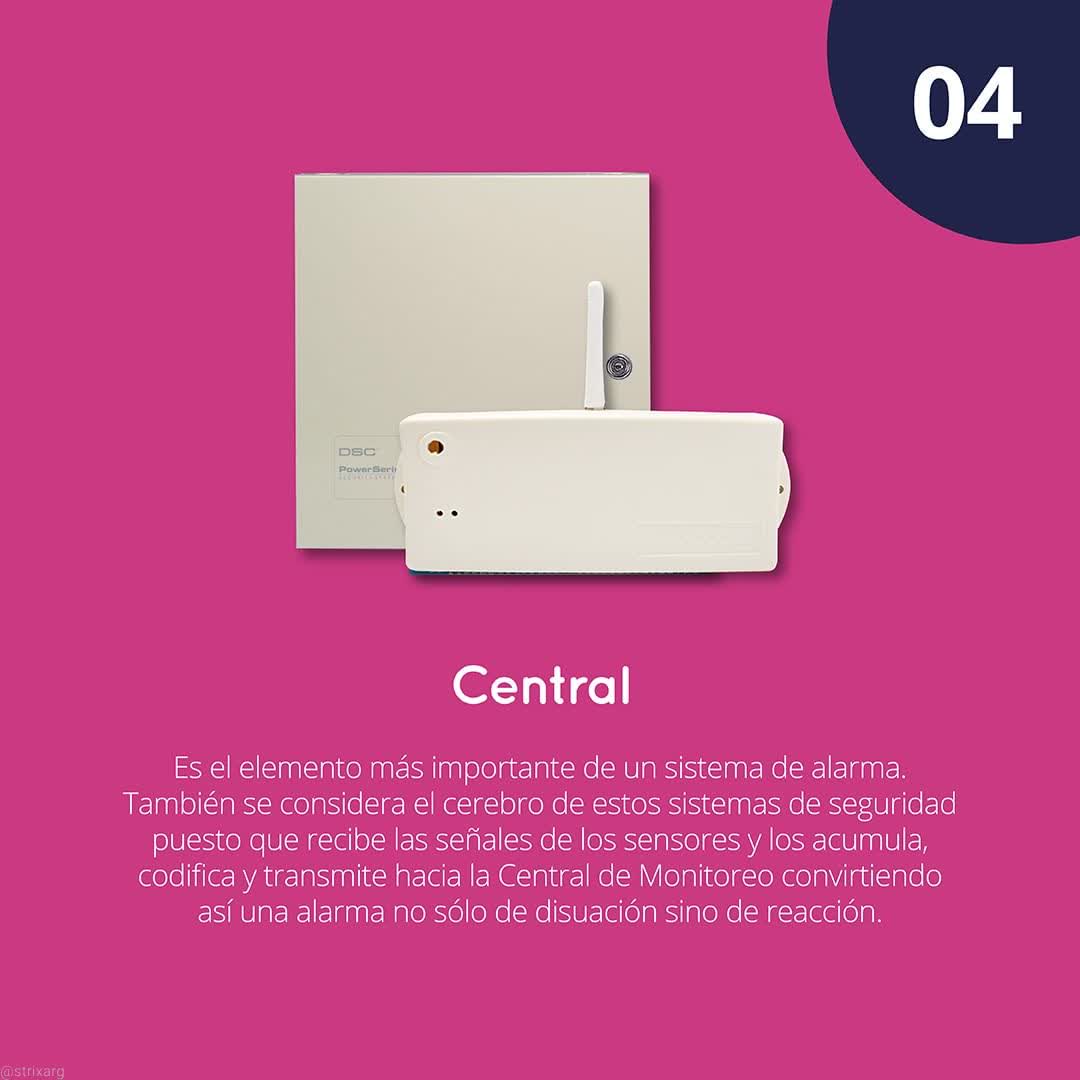 04
DSC
Central
Es el elemento más importante de un sistema de alarma.
También se considera el cerebro de estos sistemas de seguridad
puesto que recibe las señales de los sensores y los acumula,
codifica y transmite hacia la Central de Monitoreo convirtiendo
así una alarma no sólo de disuación sino de reacción.
@strixarg